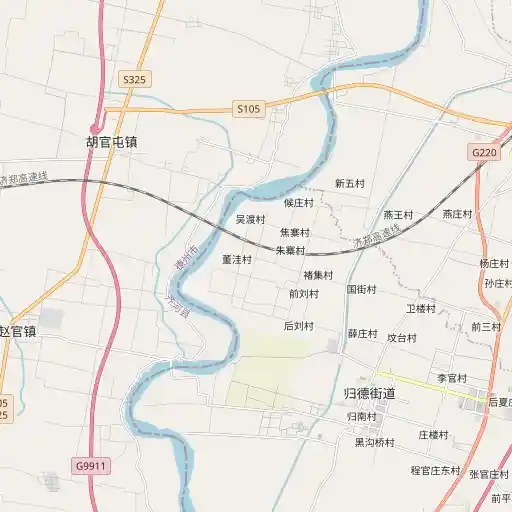 S325
S105
胡官屯镇
G220
济郑高速线
新五村
候庄村
吴渡村
燕王村
燕庄村
焦寨村
济郑高速线
朱寨村
德州市
董洼村
杨庄村
褚集村
孙庄村
前刘村
国街村
齐河县
卫楼村
后刘村
前三村
赵官镇
薛庄村
坟台村
李官村
归德街道
后夏庄
05
25
归南村
庄楼村
黑沟桥村
G9911
程官庄东村
张官庄村
前平